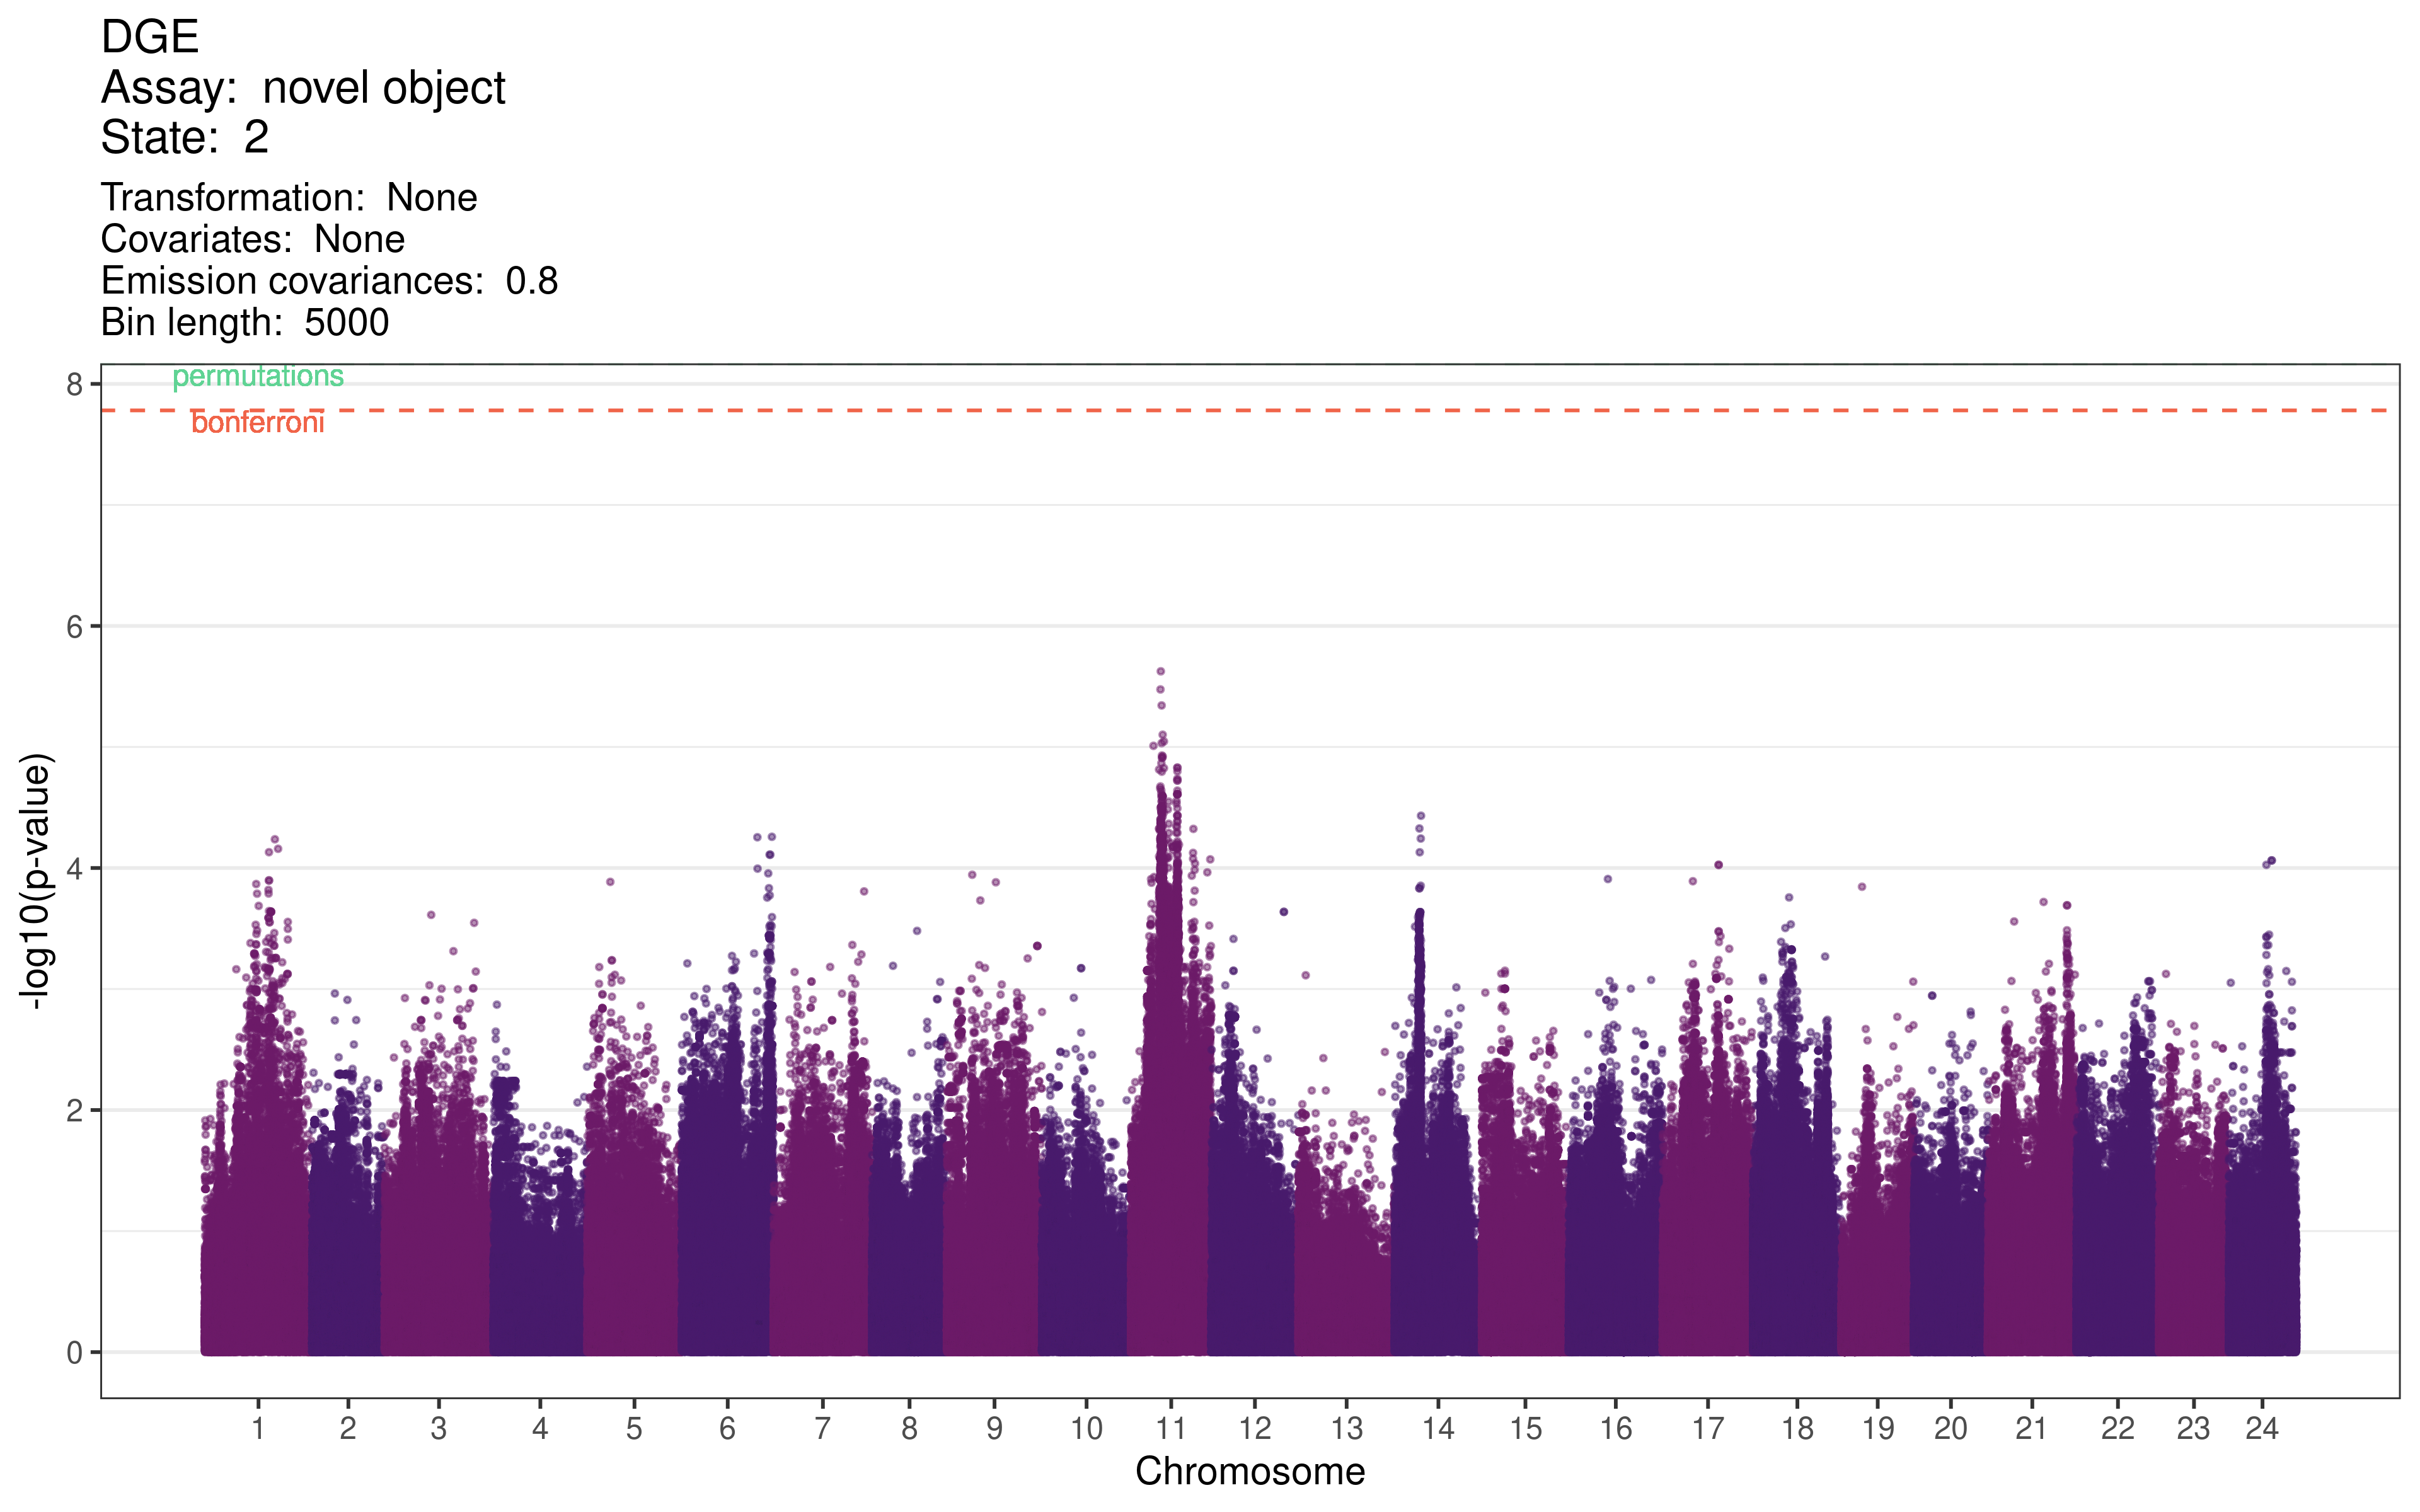 DGE
Assay:  novel object
State:  2
Transformation:  None
Covariates:  None
Emission covariances:  0.8
Bin length:  5000
permutations
bonferroni
8
6
4
2
0
-log10(p-value)
1 2 3 4 5 6 7 8 9 10 11 12 13 14 15 16 17 18 19 20 21 22 23 24
Chromosome